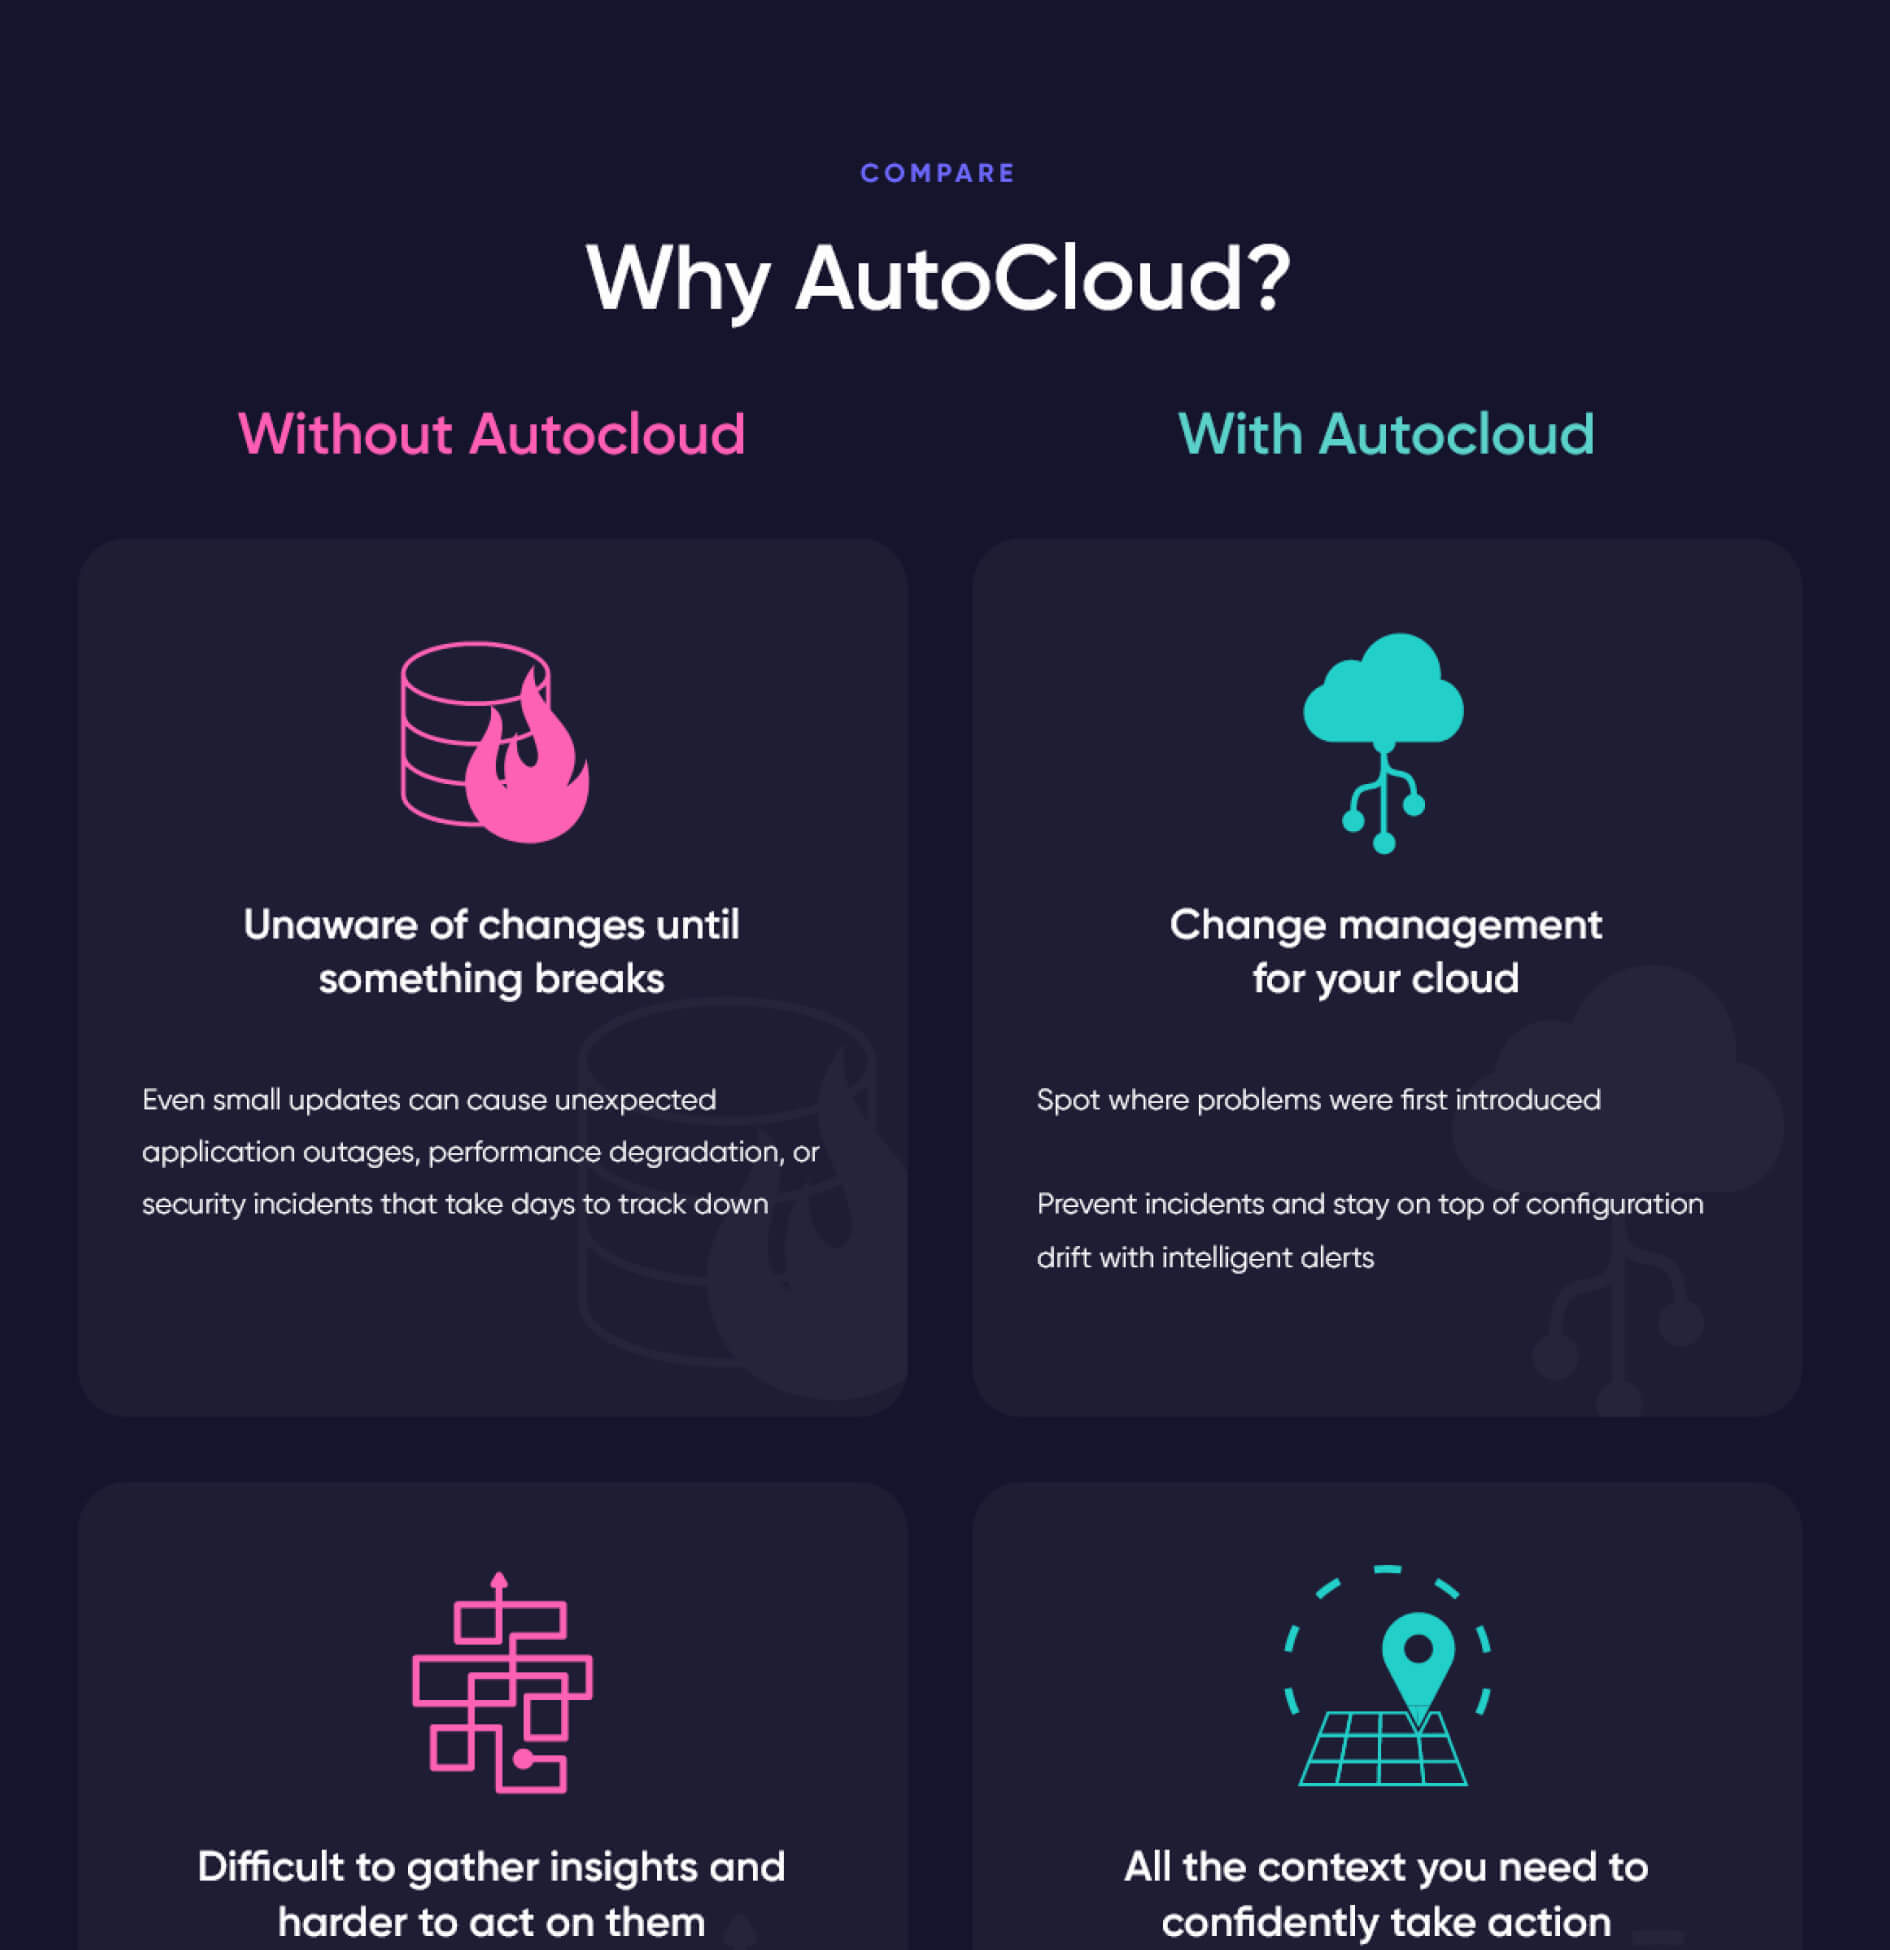 COMPARE
Why AutoCloud?
Without Autocloud
With Autocloud
Unaware of changes until
something breaks
Even small updates can cause unexpected
application outages, performance degradation, or
security incidents that take days to track down
Change management
for your cloud
Spot where problems were first introduced
Prevent incidents and stay on top of configuration
drift with intelligent alerts
Difficult to gather insights and
harder to act on them
All the context you need to
confidently take action